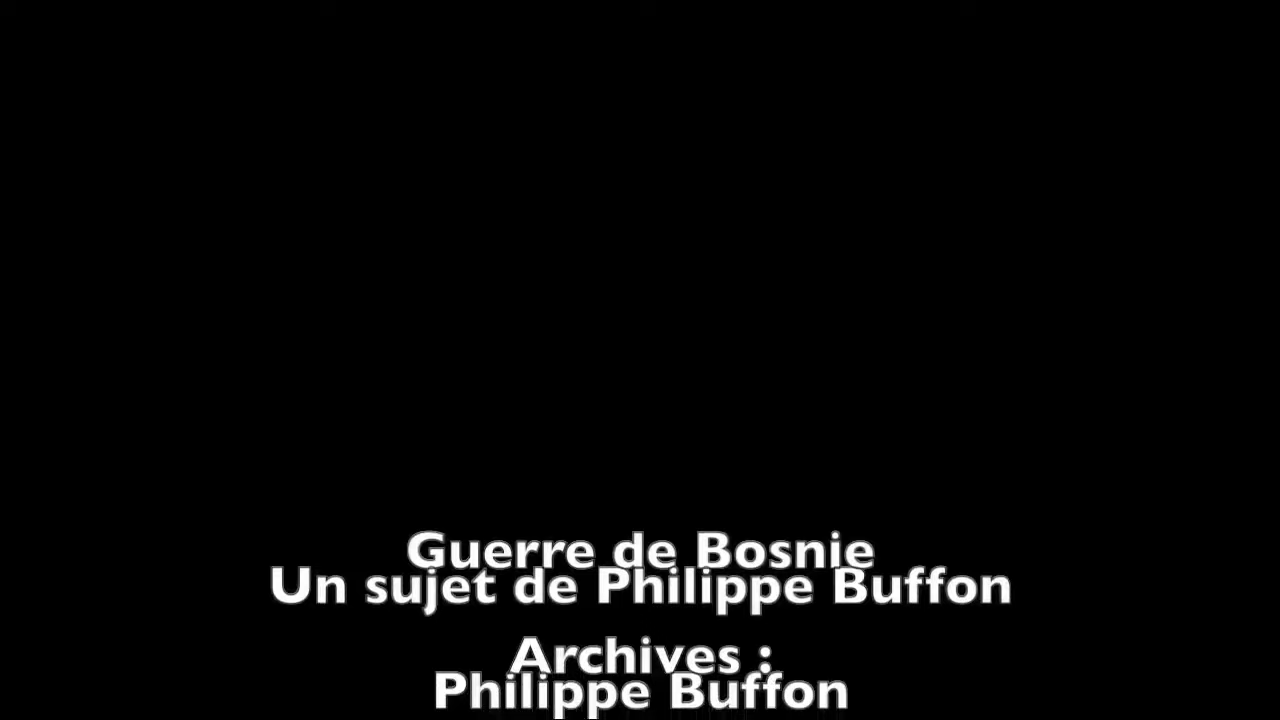 Guerre de Bosnie
Un sujet de Philippe Buffon
Archives :
Philippe Buffon